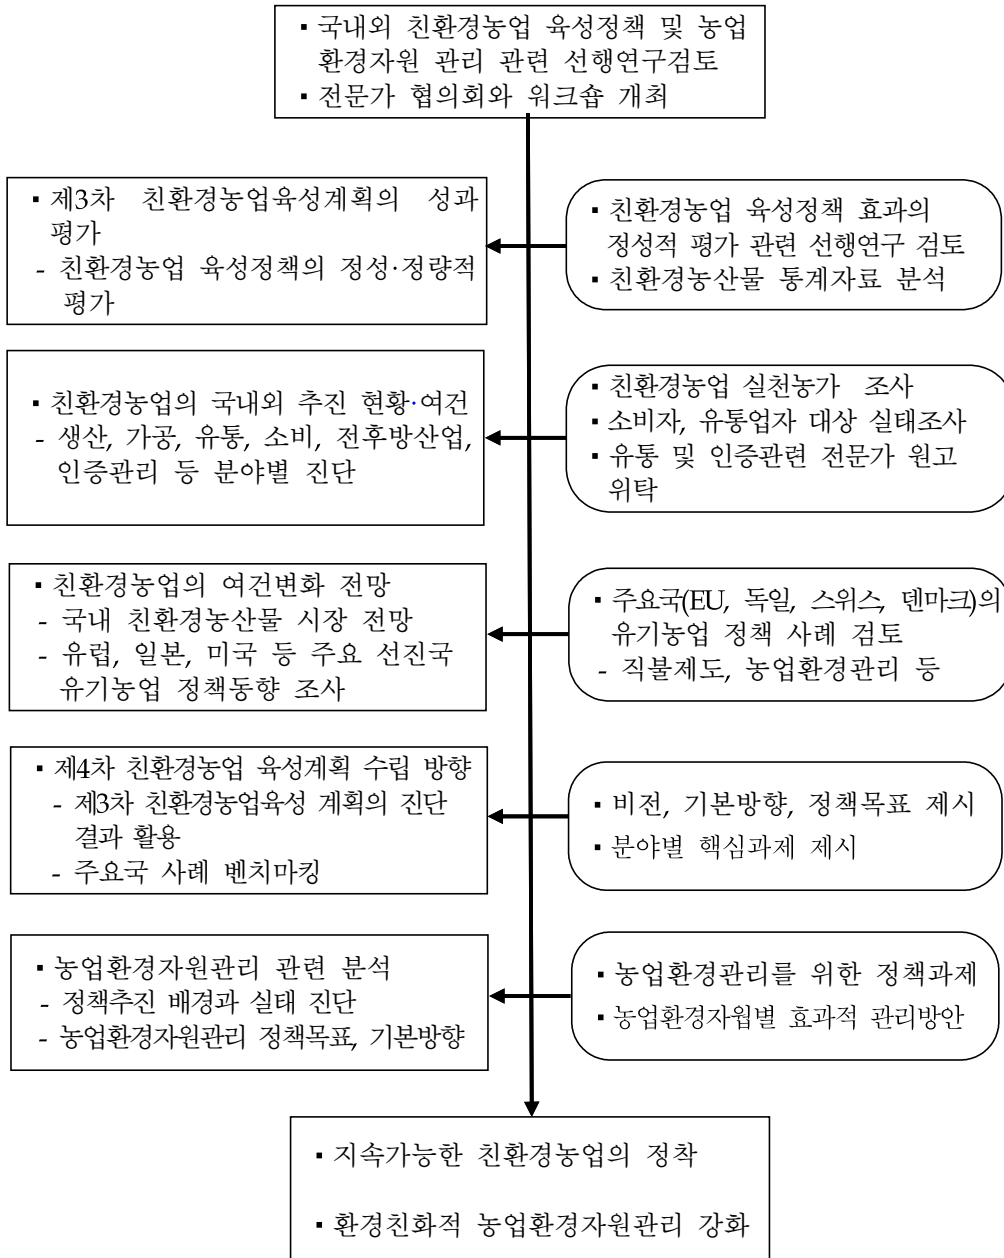 ▪ 국내외 친환경농업 육성정책 및 농업
환경자원 관리 관련 선행연구검토
▪ 전문가 협의회와 워크숍 개최
▪ 제3차 친환경농업육성계획의 성과
평가
- 친환경농업 육성정책의 정성·정량적
평가
▪ 친환경농업 육성정책 효과의
정성적 평가 관련 선행연구 검토
▪ 친환경농산물 통계자료 분석
▪ 친환경농업의 국내외 추진 현황·여건
- 생산, 가공, 유통, 소비, 전후방산업,
인증관리 등 분야별 진단
▪ 친환경농업 실천농가 조사
▪ 소비자, 유통업자 대상 실태조사
▪ 유통 및 인증관련 전문가 원고
위탁
▪ 친환경농업의 여건변화 전망
- 국내 친환경농산물 시장 전망
- 유럽, 일본, 미국 등 주요 선진국
유기농업 정책동향 조사
▪ 주요국(EU, 독일, 스위스, 덴마크)의
유기농업 정책 사례 검토
- 직불제도, 농업환경관리 등
▪ 제4차 친환경농업 육성계획 수립 방향
- 제3차 친환경농업육성 계획의 진단
결과 활용
- 주요국 사례 벤치마킹
▪ 비전, 기본방향, 정책목표 제시
▪ 분야별 핵심과제 제시
▪ 농업환경자원관리 관련 분석
- 정책추진 배경과 실태 진단
- 농업환경자원관리 정책목표, 기본방향
▪ 농업환경관리를 위한 정책과제
▪ 농업환경자원별 효과적 관리방안
▪ 지속가능한 친환경농업의 정착
▪ 환경친화적 농업환경자원관리 강화